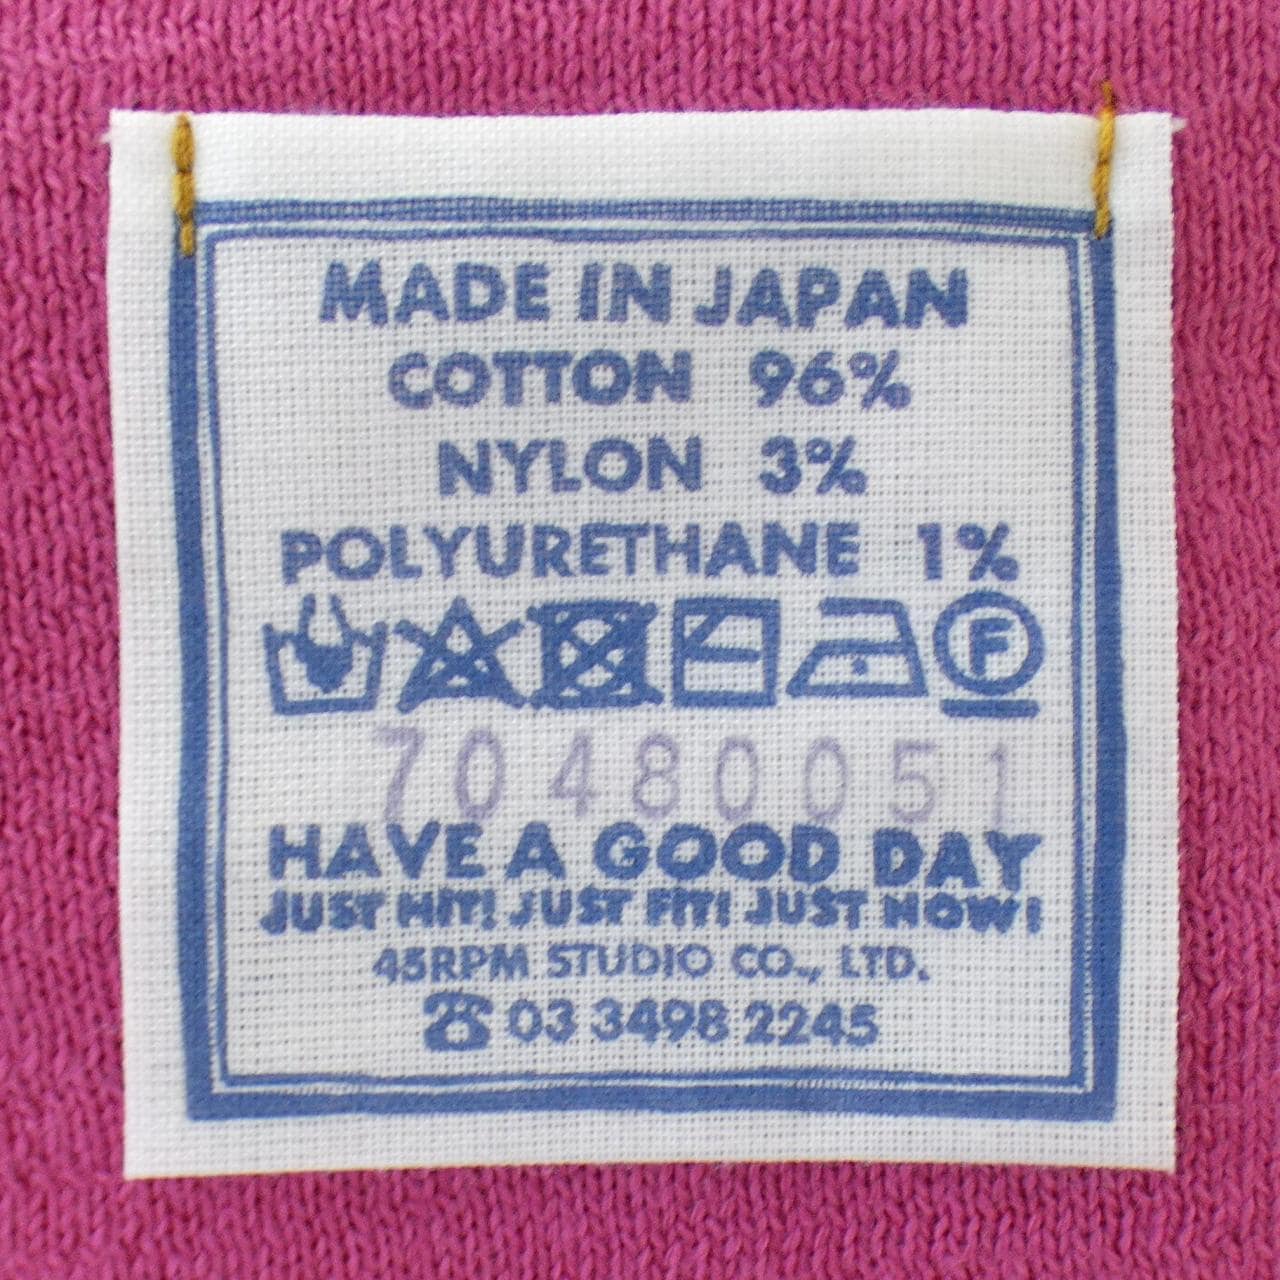 MADE IN JAPAN
COTTON 96%
NYLON 3%
POLYURETHANE 1%
F
70480051
HAVE A GOOD DAY
JUST HIT! JUST FIT! JUST NOW!
45RPM STUDIO CO., LTD.
☎ 03 3498 2245